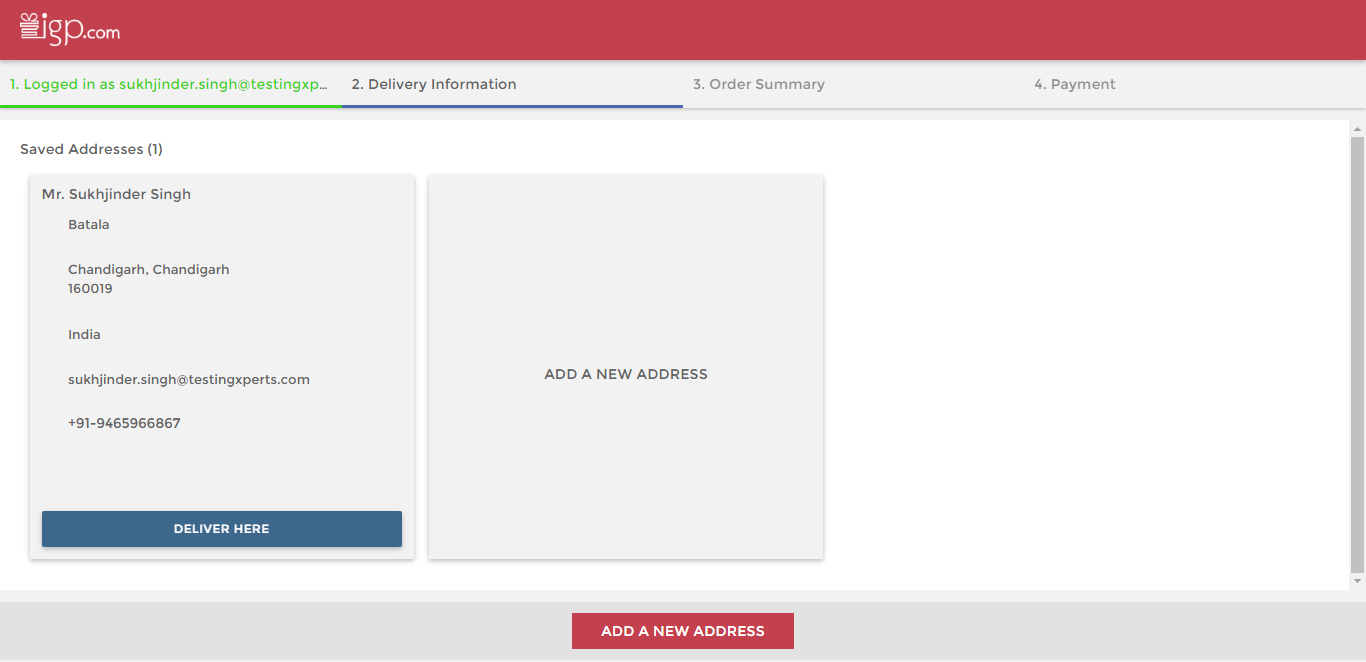 igp.com
1. Logged in as sukhjinder.singh@testingxp...
2. Delivery Information
3. Order Summary
4. Payment
Saved Addresses (1)
Mr. Sukhjinder Singh
Batala
Chandigarh, Chandigarh
160019
India
sukhjinder.singh@testingxperts.com
+91-9465966867
DELIVER HERE
ADD A NEW ADDRESS
ADD A NEW ADDRESS